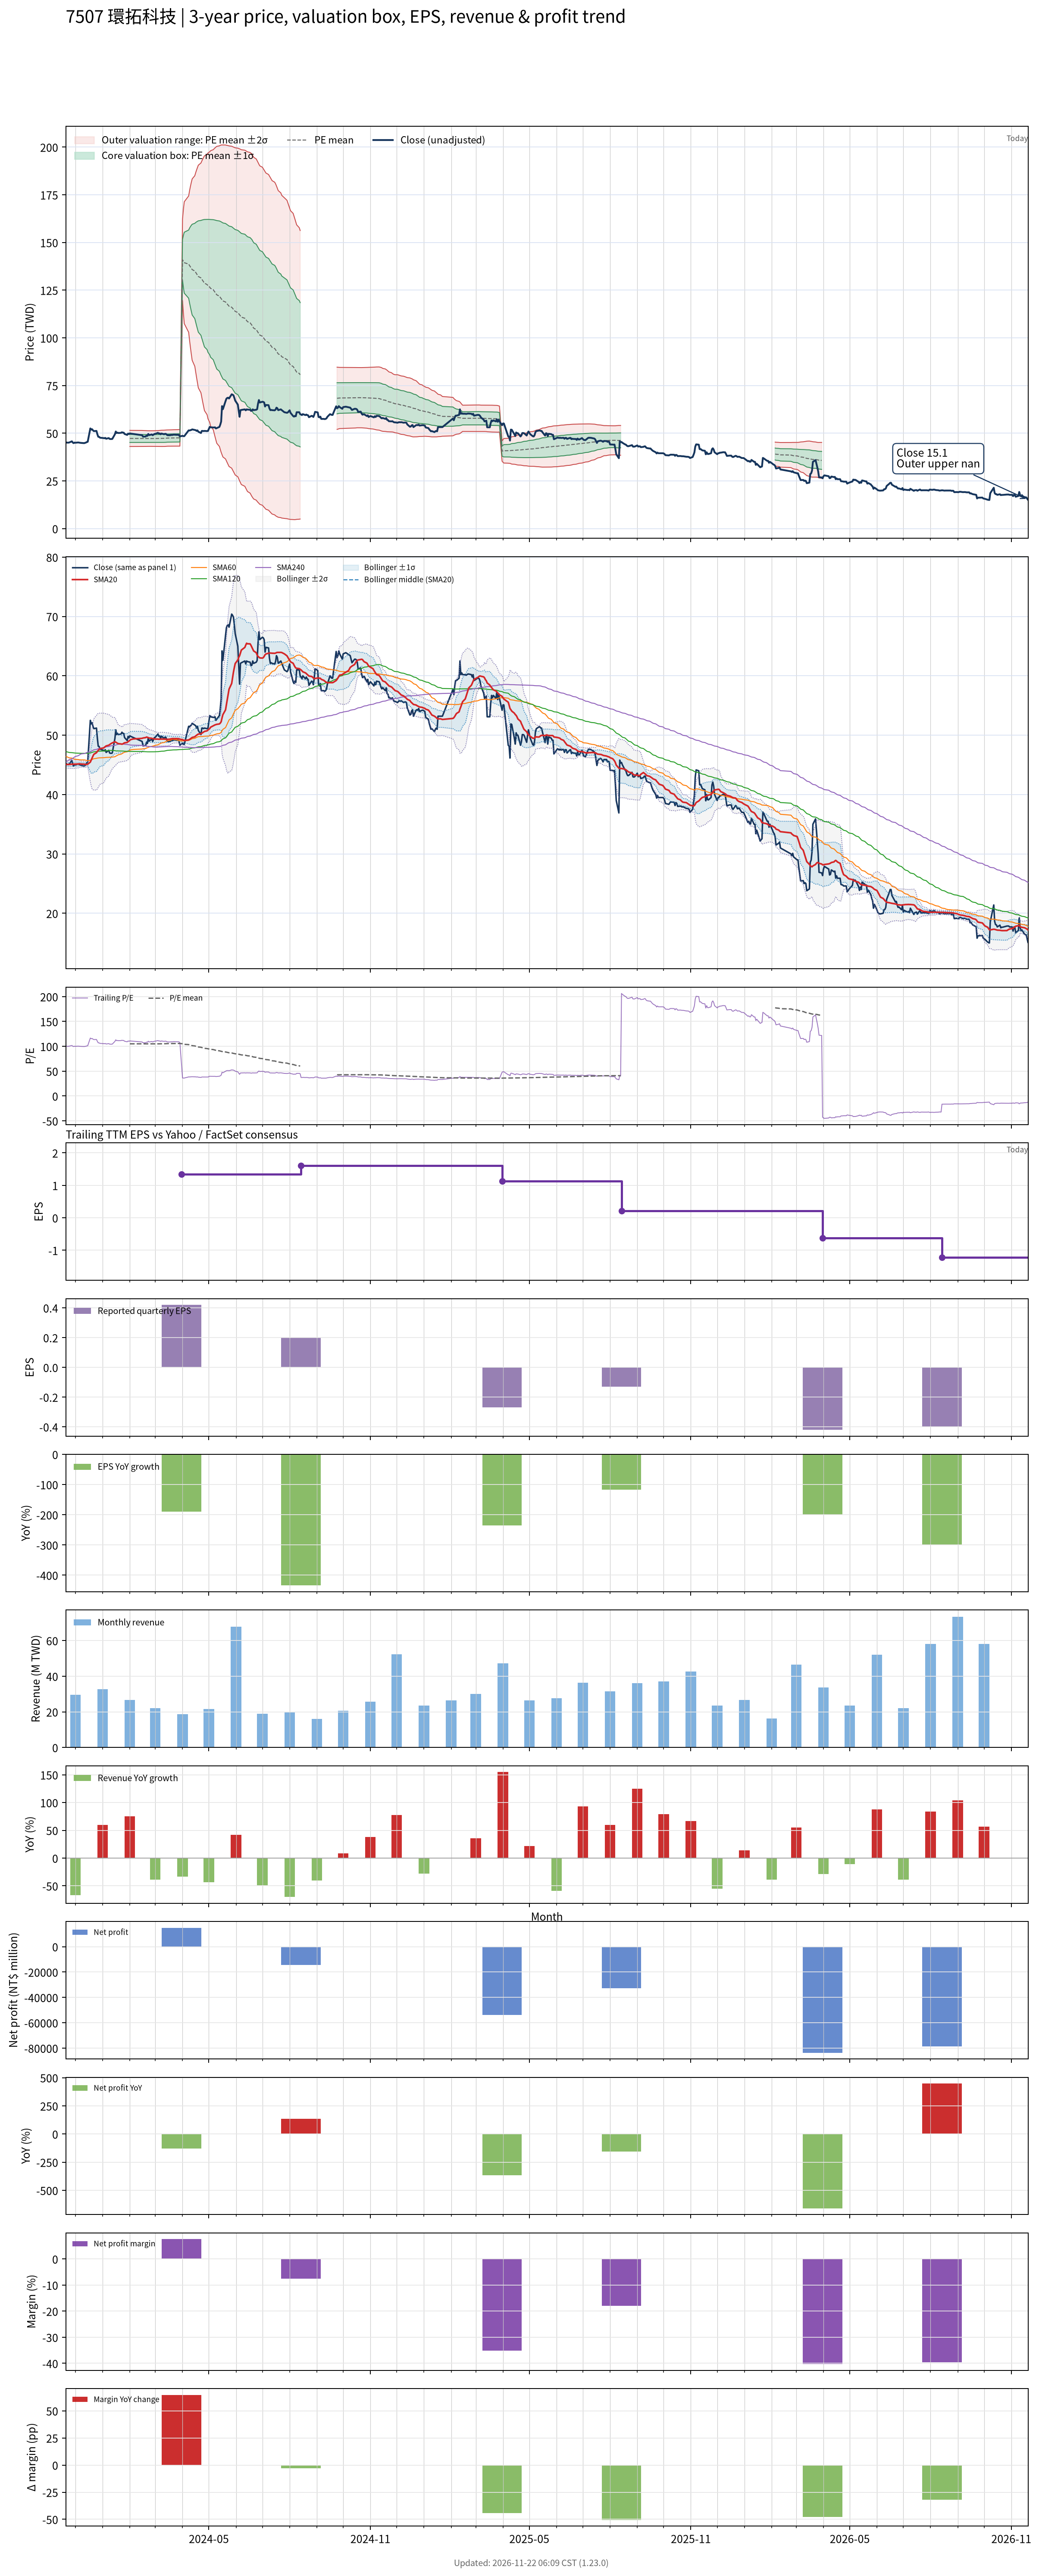 7507 環拓科技 | 3-year price, valuation box, EPS, revenue & profit trend
Outer valuation range: PE mean ±2σ
Core valuation box: PE mean ±1σ
PE mean
Close (unadjusted)
Today
200
175
150
125
100
75
50
25
0
Price (TWD)
Close 15.1
Outer upper nan
Close (same as panel 1)
SMA20
SMA60
SMA120
SMA240
Bollinger ±2σ
Bollinger ±1σ
Bollinger middle (SMA20)
80
70
60
50
40
30
20
Price
Trailing P/E
P/E mean
200
150
100
50
0
-50
P/E
Trailing TTM EPS vs Yahoo / FactSet consensus
Today
2
1
0
-1
EPS
Reported quarterly EPS
0.4
0.2
0.0
-0.2
-0.4
EPS
EPS YoY growth
0
-100
-200
-300
-400
YoY (%)
Monthly revenue
60
40
20
0
Revenue (M TWD)
Revenue YoY growth
150
100
50
0
-50
YoY (%)
Month
Net profit
0
-20000
-40000
-60000
-80000
Net profit (NT$ million)
Net profit YoY
500
250
0
-250
-500
YoY (%)
Net profit margin
0
-10
-20
-30
-40
Margin (%)
Margin YoY change
50
25
0
-25
-50
Δ margin (pp)
2024-05
2024-11
2025-05
2025-11
2026-05
2026-11
Updated: 2026-11-22 06:09 CST (1.23.0)